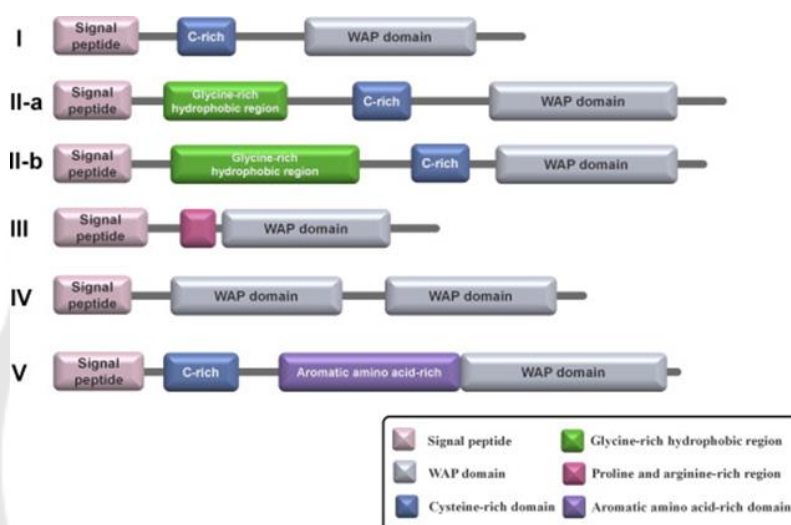 I
Signal
peptide
C-rich
WAP domain
II-a
Signal
peptide
Glycine-rich
hydrophobic region
C-rich
WAP domain
II-b
Signal
peptide
Glycine-rich
hydrophobic region
C-rich
WAP domain
III
Signal
peptide
WAP domain
IV
Signal
peptide
WAP domain
WAP domain
V
Signal
peptide
C-rich
Aromatic amino acid-rich
WAP domain
Signal peptide
Glycine-rich hydrophobic region
WAP domain
Proline and arginine-rich region
Cysteine-rich domain
Aromatic amino acid-rich domain